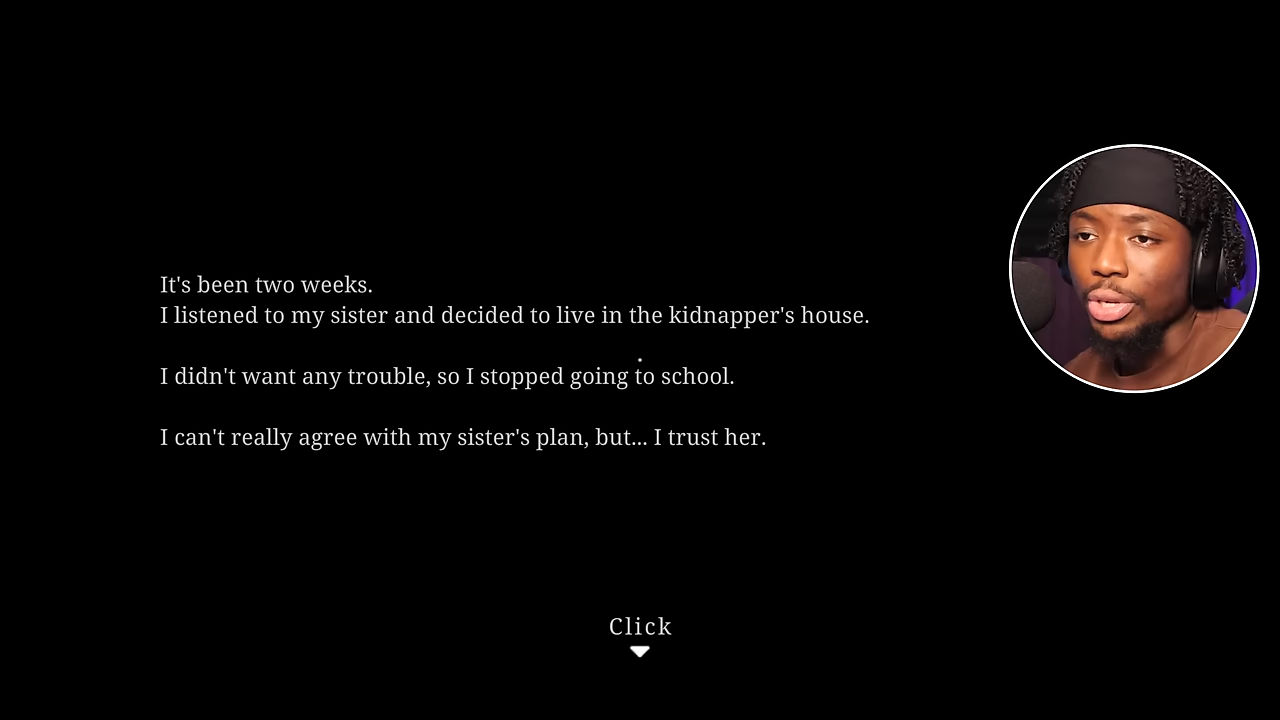 It's been two weeks.
I listened to my sister and decided to live in the kidnapper's house.
I didn't want any trouble, so I stopped going to school.
I can't really agree with my sister's plan, but... I trust her.
Click